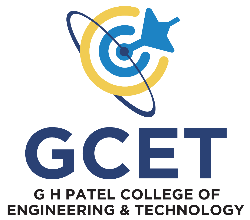 GCET
G H PATEL COLLEGE OF
ENGINEERING & TECHNOLOGY